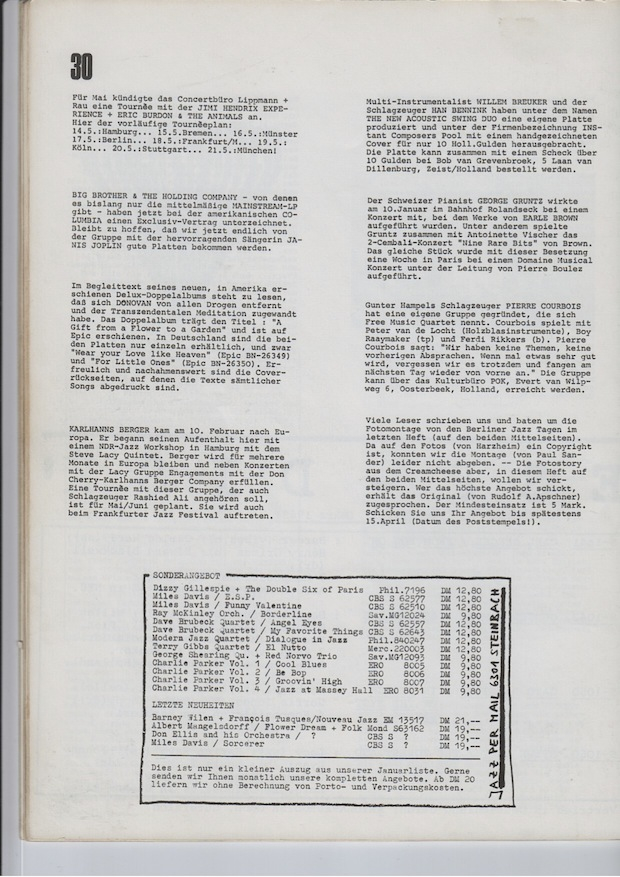 30
Für Mai kündigte das Concertbüro Lippmann +
Rau eine Tournée mit der JIMI HENDRIX EXPE-
RIENCE + ERIC BURDON & THE ANIMALS an.
Hier der vorläufige Tournéeplan:
14.5.:Hamburg... 15.5.Bremen... 16.5.:Münster
17.5.:Berlin... 18.5.:Frankfurt/M... 19.5.:
Köln... 20.5.:Stuttgart... 21.5.:München!
BIG BROTHER & THE HOLDING COMPANY - von denen
es bislang nur die mittelmäßige MAINSTREAM-LP
gibt - haben jetzt bei der amerikanischen CO-
LUMBIA einen Exclusiv-Vertrag unterzeichnet.
Bleibt zu hoffen, daß wir jetzt endlich von
der Gruppe mit der hervorragenden Sängerin JA-
NIS JOPLIN gute Platten bekommen werden.
Im Begleittext seines neuen, in Amerika er-
schienen Delux-Doppelalbums steht zu lesen,
daß sich DONOVAN von allen Drogen entfernt
und der Transzendentalen Meditation zugewandt
habe. Das Doppelalbum trägt den Titel : "A
Gift from a Flower to a Garden" und ist auf
Epic erschienen. In Deutschland sind die bei-
den Platten nur einzeln erhältlich, und zwar
"Wear your Love like Heaven" (Epic BN-26349)
und "For Little Ones" (Epic BN-26350). Er-
freulich und nachahmenswert sind die Cover-
rückseiten, auf denen die Texte sämtlicher
Songs abgedruckt sind.
KARLHANNS BERGER kam am 10. Februar nach Eu-
ropa. Er begann seinen Aufenthalt hier mit
einem NDR-Jazz Workshop in Hamburg mit dem
Steve Lacy Quintet. Berger wird für mehrere
Monate in Europa bleiben und neben Konzerten
mit der Lacy Gruppe Engagements mit der Don
Cherry-Karlhanns Berger Company erfüllen.
Eine Tournée mit dieser Gruppe, der auch
Schlagzeuger Rashied Ali angehören soll,
ist für Mai/Juni geplant. Sie wird auch
beim Frankfurter Jazz Festival auftreten.
Multi-Instrumentalist WILLEM BREUKER und der
Schlagzeuger HAN BENNINK haben unter dem Namen
THE NEW ACOUSTIC SWING DUO eine eigene Platte
produziert und unter der Firmenbezeichnung INS-
tant Composers Pool mit einem handgezeichneten
Cover für nur 10 Holl.Gulden herausgebracht.
Die Platte kann zusammen mit einem Scheck über
10 Gulden bei Bob van Grevenbroek, 5 Laan van
Dillenburg, Zeist/Holland bestellt werden.
Der Schweizer Pianist GEORGE GRUNTZ wirkte
am 10.Januar im Bahnhof Rolandseck bei einem
Konzert mit, bei dem Werke von EARLE BROWN
aufgeführt wurden. Unter anderem spielte
Gruntz zusammen mit Antoinette Vischer das
2-Cembali-Konzert "Nine Rare Bits" von Brown.
Das gleiche Stück wurde mit dieser Besetzung
eine Woche in Paris bei einem Domaine Musical
Konzert unter der Leitung von Pierre Boulez
aufgeführt.
Gunter Hampels Schlagzeuger PIERRE COURBOIS
hat eine eigene Gruppe gegründet, die sich
Free Music Quartet nennt. Courbois spielt mit
Peter van de Locht (Holzblasinstrumente), Boy
Raaymaker (tp) und Ferdi Rikkers (b). Pierre
Courbois sagt: "Wir haben keine Themen, keine
vorherigen Absprachen. Wenn mal etwas sehr gut
wird, vergessen wir es trotzdem und fangen am
nächsten Tag wieder von vorne an." Die Gruppe
kann über das Kulturbüro POK, Evert van Wilp-
weg 6, Oosterbeek, Holland, erreicht werden.
Viele Leser schrieben uns und baten um die
Fotomontage von den Berliner Jazz Tagen im
letzten Heft (auf den beiden Mittelseiten).
Da auf den Fotos (von Harzheim) ein Copyright
ist, konnten wir die Montage (von Paul San-
der) leider nicht abgeben. -- Die Fotostory
aus dem Creamcheese aber, in diesem Heft auf
den beiden Mittelseiten, wollen wir ver-
steigern. Wer das höchste Angebot schickt,
erhält das Original (von Rudolf A.Apschner)
zugesprochen. Der Mindesteinsatz ist 5 Mark.
Schicken Sie uns Ihr Angebot bis spätestens
15.April (Datum des Poststempels!).
SONDERANGEBOT
Dizzy Gillespie + The Double Six of Paris Phil.7196 DM 12,80
Miles Davis / E.S.P. CBS S 62577 DM 12,80
Miles Davis / Funny Valentine CBS S 62510 DM 12,80
Ray McKinley Orch. / Borderline Sav.MG12024 DM 9,80
Dave Brubeck Quartet / Angel Eyes CBS S 62557 DM 12,80
Dave Brubeck Quartet / My Favorite Things CBS S 62643 DM 12,80
Modern Jazz Quartet / Dialogue in Jazz Phil.840247 DM 12,80
Terry Gibbs Quartet / El Nutto Merc.220003 DM 12,80
George Shearing Qu. + Red Norvo Trio Sav.MG12093 DM 9,80
Charlie Parker Vol. 1 / Cool Blues ERO 8005 DM 9,80
Charlie Parker Vol. 2 / Be Bop ERO 8006 DM 9,80
Charlie Parker Vol. 3 / Groovin' High ERO 8007 DM 9,80
Charlie Parker Vol. 4 / Jazz at Massey Hall ERO 8031 DM 9,80
LETZTE NEUHEITEN
Barney Wilen + François Tusques/Nouveau Jazz EM 13517 DM 21,--
Albert Mangelsdorff / Flower Dream + Folk Mond S63162 DM 19,--
Don Ellis and his Orchestra / ? CBS S ? DM 19,--
Miles Davis / Sorcerer CBS S ? DM 19,--
Dies ist nur ein kleiner Auszug aus unserer Januarliste. Gerne
senden wir Ihnen monatlich unsere kompletten Angebote. Ab DM 20
liefern wir ohne Berechnung von Porto- und Verpackungskosten.
JAZZ PER MAIL 6301 STEINBACH